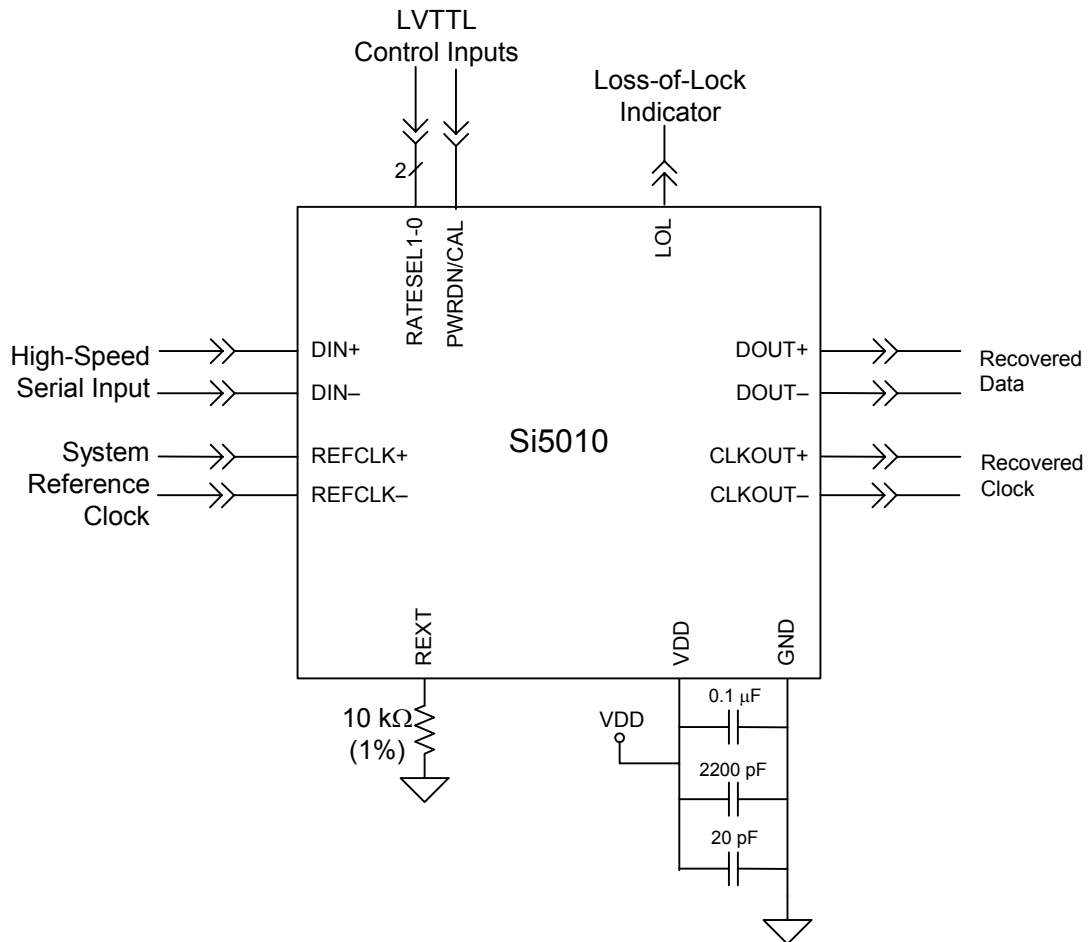 LVTTL
Control Inputs
Loss-of-Lock
Indicator
2
RATESEL1-0
PWRDN/CAL
LOL
High-Speed
Serial Input
DIN+
DIN–
DOUT+
DOUT–
Recovered
Data
Si5010
System
Reference
Clock
REFCLK+
REFCLK–
CLKOUT+
CLKOUT–
Recovered
Clock
REXT
VDD
GND
10 kΩ
(1%)
VDD
0.1 μF
2200 pF
20 pF